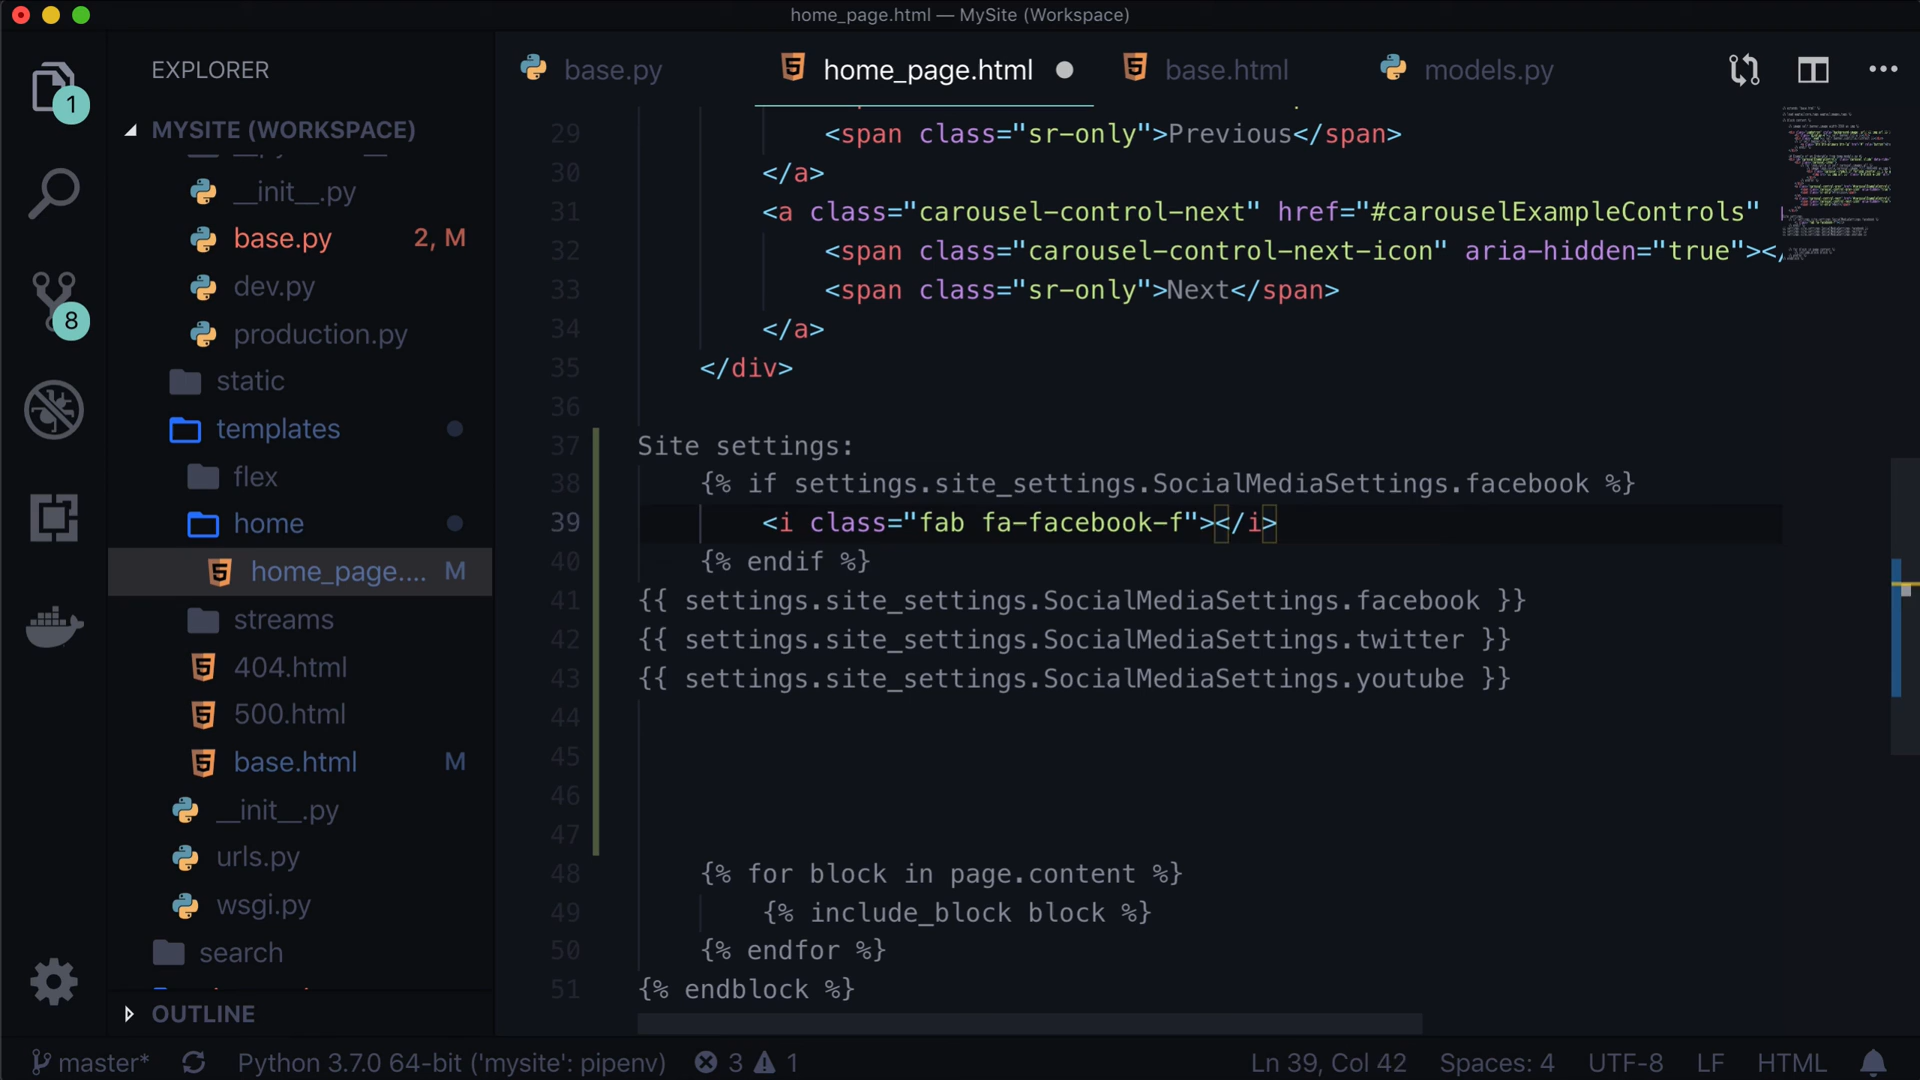 home_page.html — MySite (Workspace)
EXPLORER
base.py
home_page.html
base.html
models.py
1
MYSITE (WORKSPACE)
__init__.py
base.py 2, M
dev.py
production.py
static
templates
flex
home
home_page.... M
streams
404.html
500.html
base.html M
__init__.py
urls.py
wsgi.py
search
OUTLINE
8
29 <span class="sr-only">Previous</span>
30 </a>
31 <a class="carousel-control-next" href="#carouselExampleControls"
32 <span class="carousel-control-next-icon" aria-hidden="true"></
33 <span class="sr-only">Next</span>
34 </a>
35 </div>
36
37 Site settings:
38 {% if settings.site_settings.SocialMediaSettings.facebook %}
39 <i class="fab fa-facebook-f"></i>
40 {% endif %}
41 {{ settings.site_settings.SocialMediaSettings.facebook }}
42 {{ settings.site_settings.SocialMediaSettings.twitter }}
43 {{ settings.site_settings.SocialMediaSettings.youtube }}
44
45
46
47
48 {% for block in page.content %}
49 {% include_block block %}
50 {% endfor %}
51 {% endblock %}
master* Python 3.7.0 64-bit ('mysite': pipenv) 3 1 Ln 39, Col 42 Spaces: 4 UTF-8 LF HTML